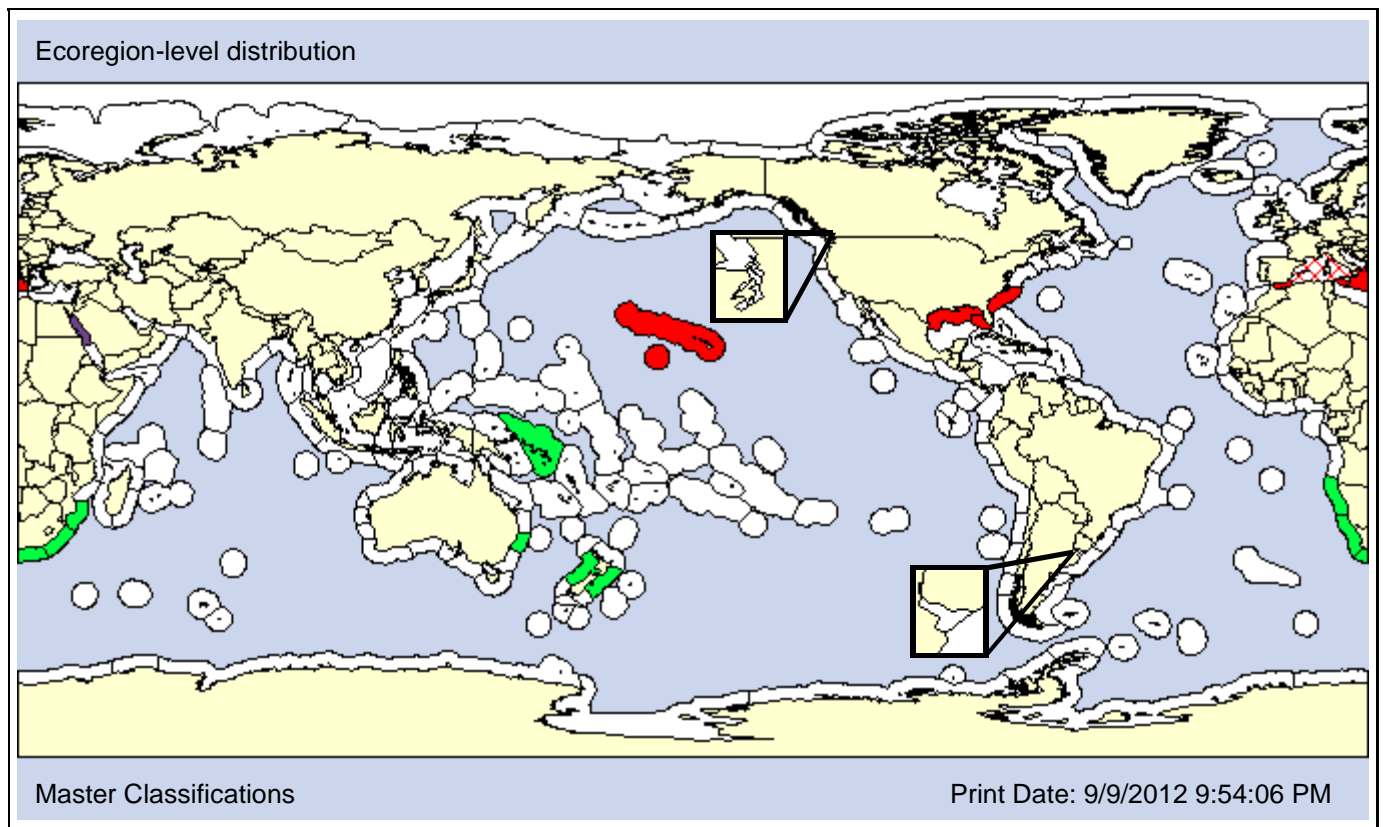 Ecoregion-level distribution
Master Classifications
Print Date: 9/9/2012 9:54:06 PM